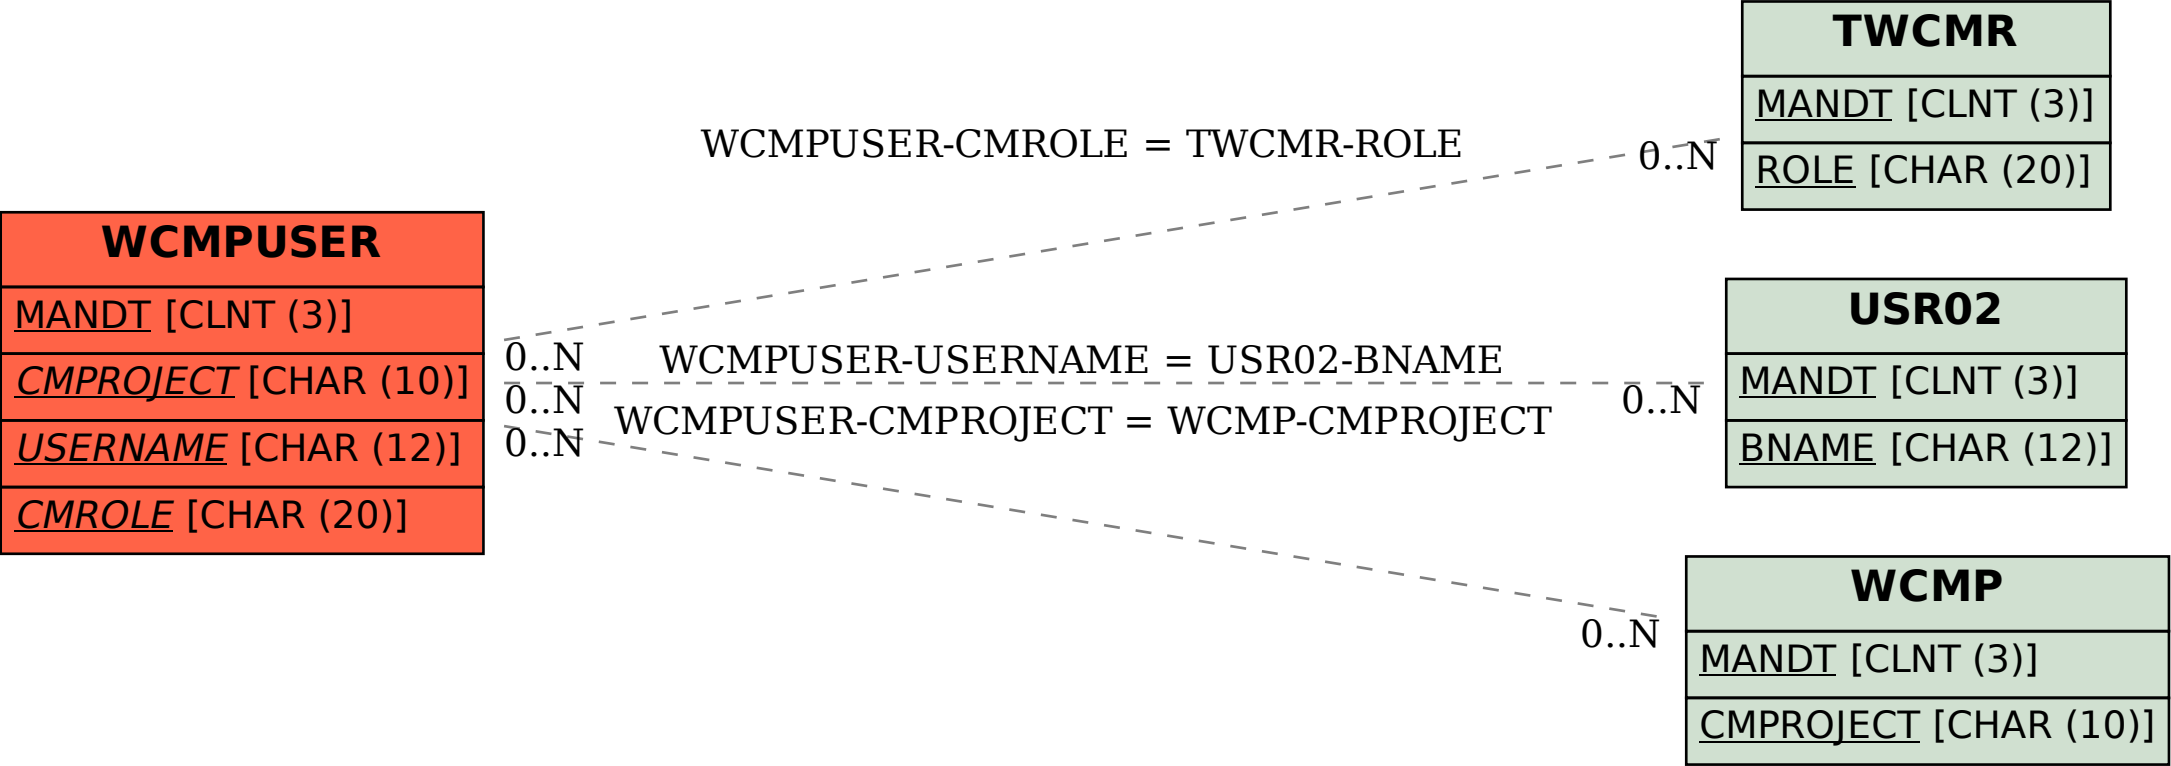 TWCMR
MANDT [CLNT (3)]
ROLE [CHAR (20)]
WCMPUSER-CMROLE = TWCMR-ROLE
0..N
WCMPUSER
MANDT [CLNT (3)]
CMPROJECT [CHAR (10)]
USERNAME [CHAR (12)]
CMROLE [CHAR (20)]
0..N
WCMPUSER-USERNAME = USR02-BNAME
0..N
0..N
WCMPUSER-CMPROJECT = WCMP-CMPROJECT
0..N
USR02
MANDT [CLNT (3)]
BNAME [CHAR (12)]
0..N
WCMP
MANDT [CLNT (3)]
CMPROJECT [CHAR (10)]